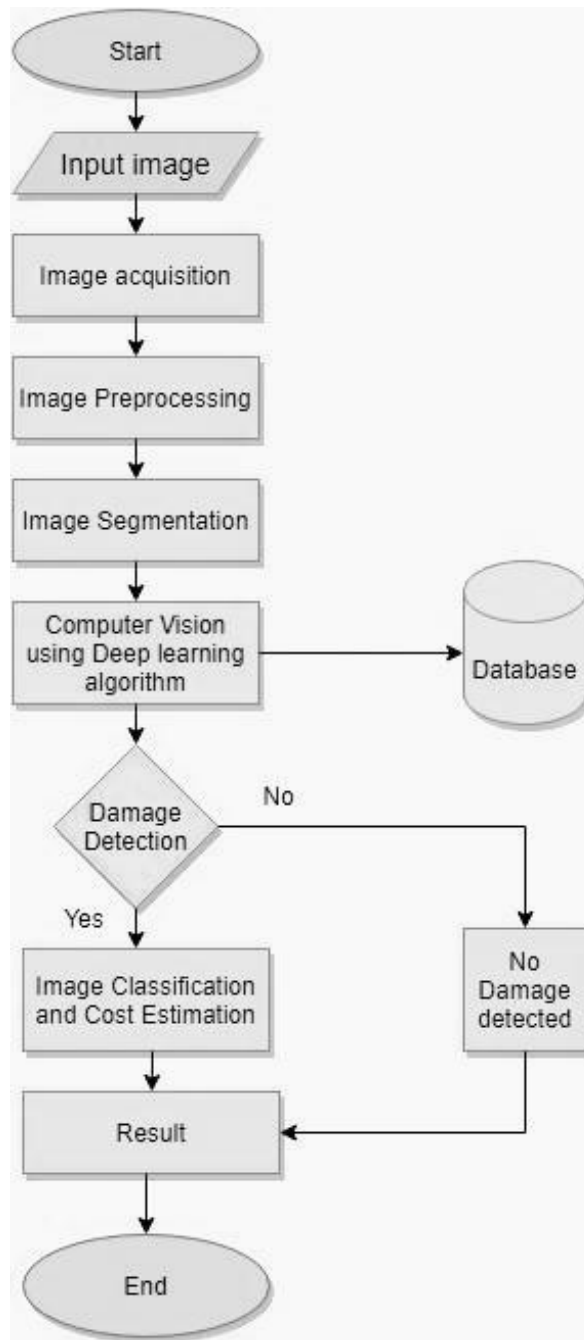 Start
Input image
Image acquisition
Image Preprocessing
Image Segmentation
Computer Vision
using Deep learning
algorithm
Database
Damage
Detection
No
Yes
Image Classification
and Cost Estimation
No
Damage
detected
Result
End